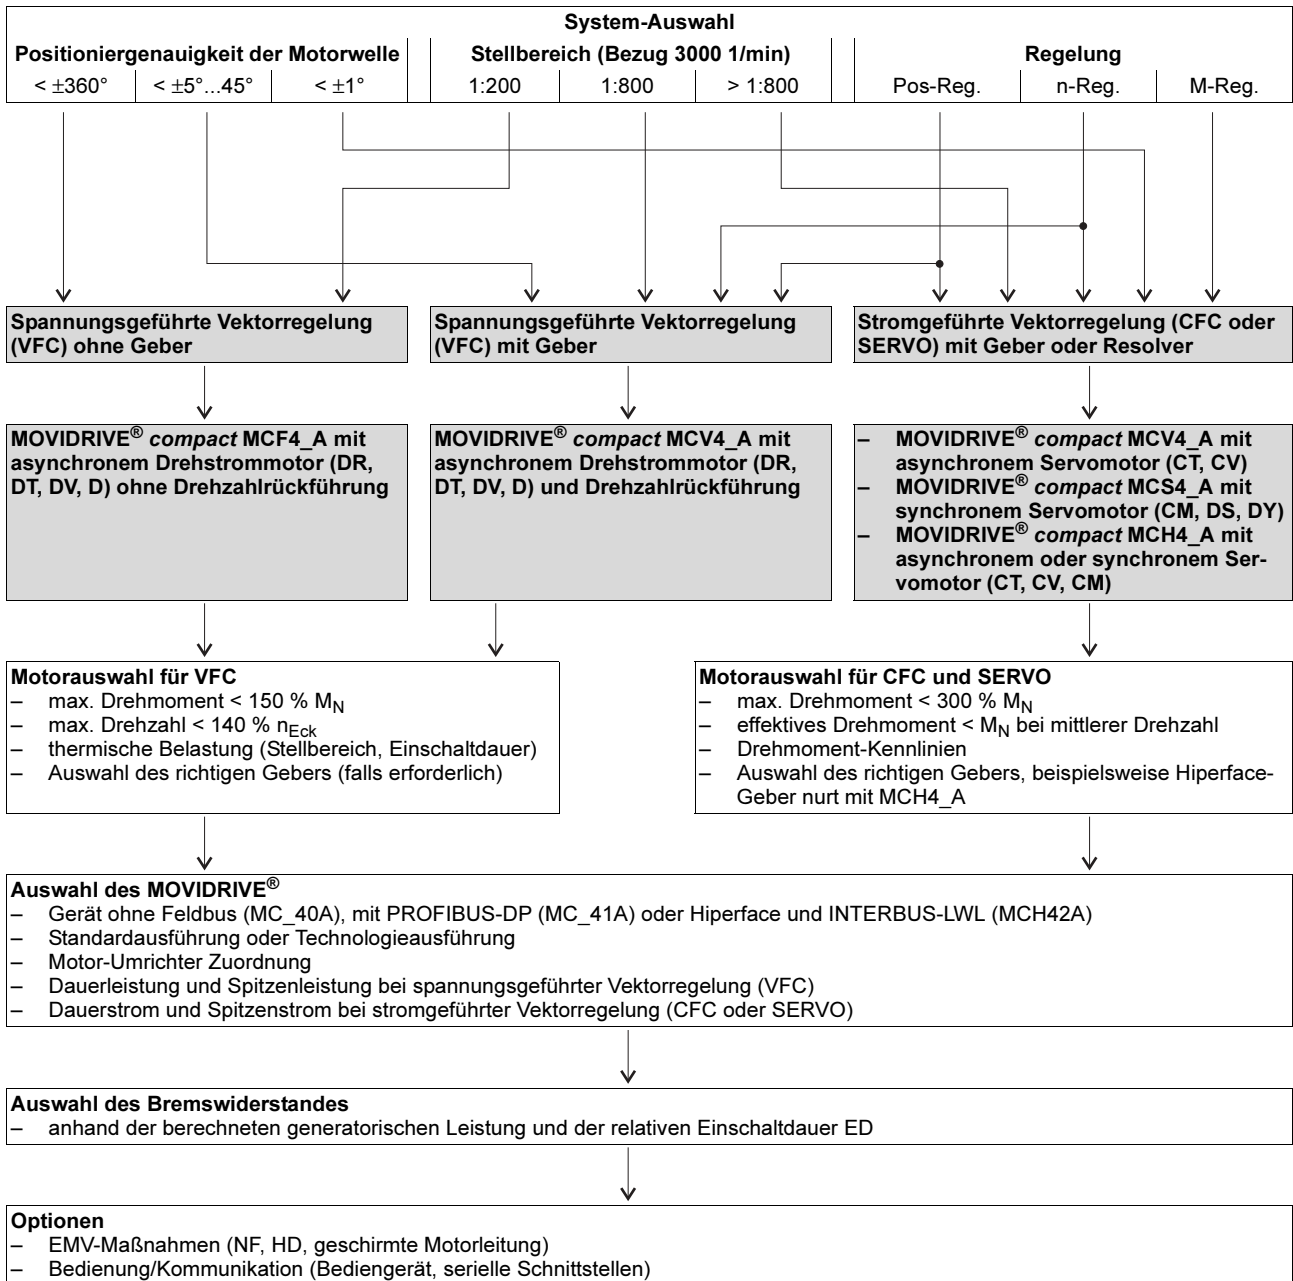 System-Auswahl
Positioniergenauigkeit der Motorwelle
Stellbereich (Bezug 3000 1/min)
Regelung
< ±360°
< ±5°...45°
< ±1°
1:200
1:800
> 1:800
Pos-Reg.
n-Reg.
M-Reg.
Spannungsgeführte Vektorregelung
(VFC) ohne Geber
Spannungsgeführte Vektorregelung
(VFC) mit Geber
Stromgeführte Vektorregelung (CFC oder
SERVO) mit Geber oder Resolver
MOVIDRIVE® compact MCF4_A mit
asynchronem Drehstrommotor (DR,
DT, DV, D) ohne Drehzahlrückführung
MOVIDRIVE® compact MCV4_A mit
asynchronem Drehstrommotor (DR,
DT, DV, D) und Drehzahlrückführung
– MOVIDRIVE® compact MCV4_A mit
asynchronem Servomotor (CT, CV)
– MOVIDRIVE® compact MCS4_A mit
synchronem Servomotor (CM, DS, DY)
– MOVIDRIVE® compact MCH4_A mit
asynchronem oder synchronem Ser-
vomotor (CT, CV, CM)
Motorauswahl für VFC
– max. Drehmoment < 150 % MN
– max. Drehzahl < 140 % nEck
– thermische Belastung (Stellbereich, Einschaltdauer)
– Auswahl des richtigen Gebers (falls erforderlich)
Motorauswahl für CFC und SERVO
– max. Drehmoment < 300 % MN
– effektives Drehmoment < MN bei mittlerer Drehzahl
– Drehmoment-Kennlinien
– Auswahl des richtigen Gebers, beispielsweise Hiperface-
Geber nurt mit MCH4_A
Auswahl des MOVIDRIVE®
– Gerät ohne Feldbus (MC_40A), mit PROFIBUS-DP (MC_41A) oder Hiperface und INTERBUS-LWL (MCH42A)
– Standardausführung oder Technologieausführung
– Motor-Umrichter Zuordnung
– Dauerleistung und Spitzenleistung bei spannungsgeführter Vektorregelung (VFC)
– Dauerstrom und Spitzenstrom bei stromgeführter Vektorregelung (CFC oder SERVO)
Auswahl des Bremswiderstandes
– anhand der berechneten generatorischen Leistung und der relativen Einschaltdauer ED
Optionen
– EMV-Maßnahmen (NF, HD, geschirmte Motorleitung)
– Bedienung/Kommunikation (Bediengerät, serielle Schnittstellen)